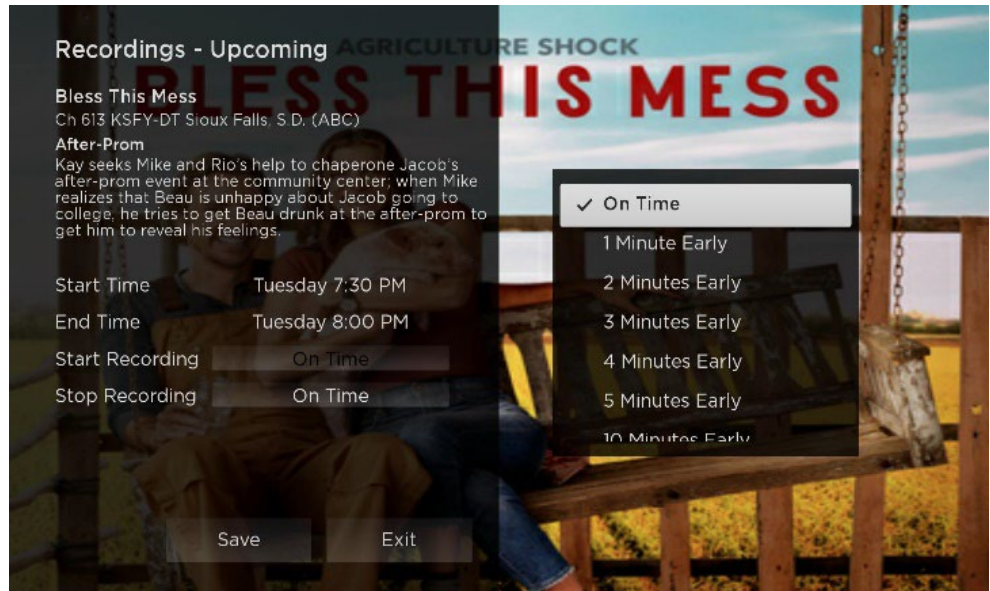 Recordings - Upcoming
AGRICULTURE SHOCK
BLESS THIS MESS
Bless This Mess
Ch 613 KSFY-DT Sioux Falls, S.D. (ABC)
After-Prom
Kay seeks Mike and Rio's help to chaperone Jacob's
after-prom event at the community center; when Mike
realizes that Beau is unhappy about Jacob going to
college, he tries to get Beau drunk at the after-prom to
get him to reveal his feelings.
Start Time Tuesday 7:30 PM
End Time Tuesday 8:00 PM
Start Recording On Time
Stop Recording On Time
Save Exit
✓ On Time
1 Minute Early
2 Minutes Early
3 Minutes Early
4 Minutes Early
5 Minutes Early
10 Minutes Early